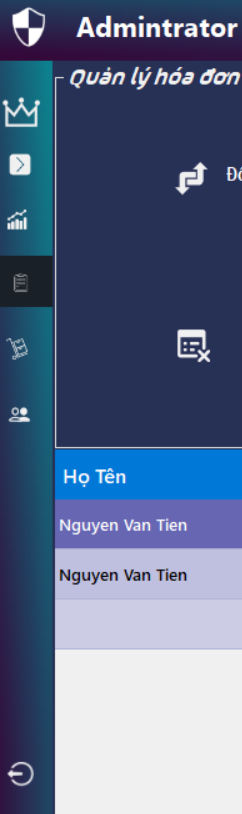 Admintrator
Quản lý hóa đơn
Họ Tên
Nguyen Van Tien
Nguyen Van Tien